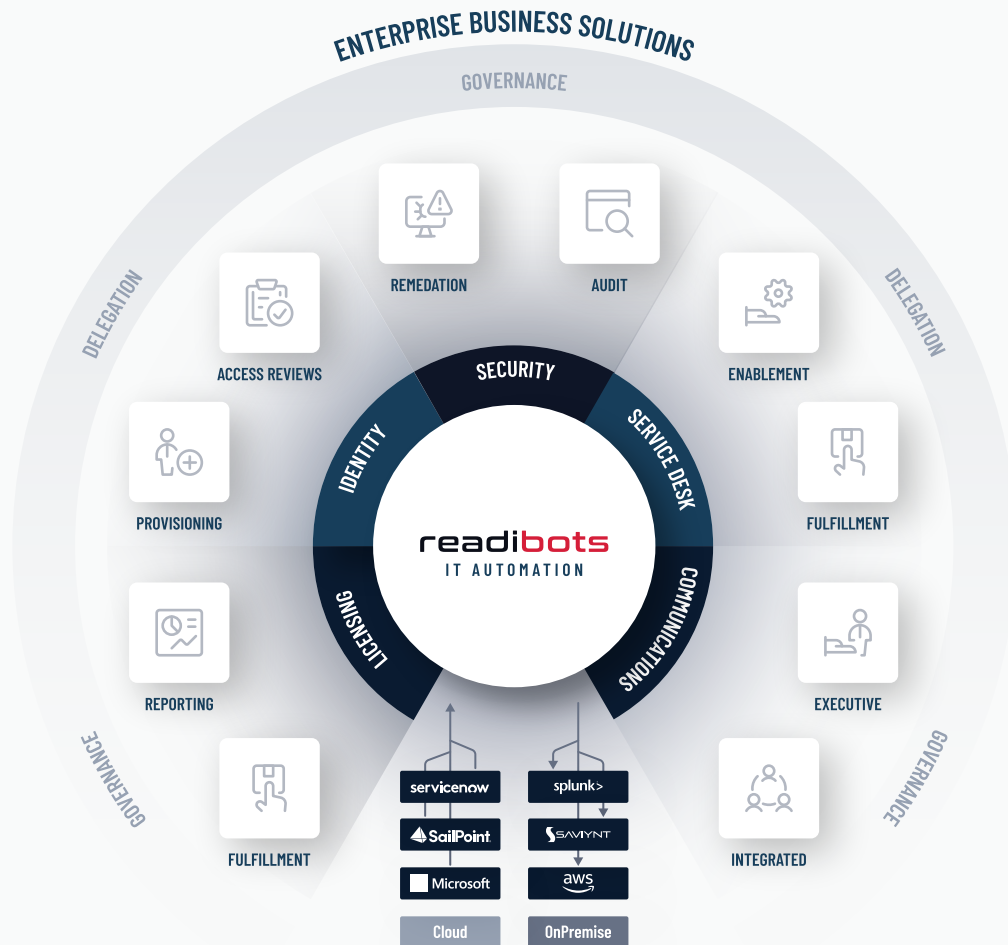 ENTERPRISE BUSINESS SOLUTIONS
GOVERNANCE
DELEGATION
DELEGATION
REMEDATION
AUDIT
ACCESS REVIEWS
ENABLEMENT
SECURITY
IDENTITY
SERVICE DESK
PROVISIONING
FULFILLMENT
readibots
IT AUTOMATION
LICENSING
COMMUNICATIONS
REPORTING
EXECUTIVE
GOVERNANCE
GOVERNANCE
FULFILLMENT
INTEGRATED
servicenow
splunk>
SailPoint
SAVIYNT
Microsoft
aws
Cloud
OnPremise